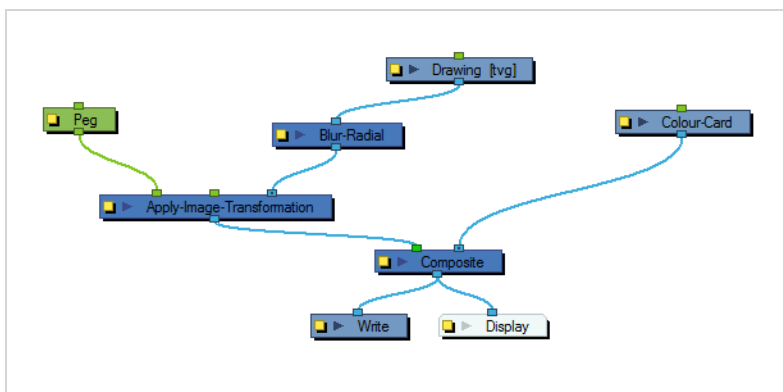 Drawing [tvg]
Peg
Colour-Card
Blur-Radial
Apply-Image-Transformation
Composite
Write
Display